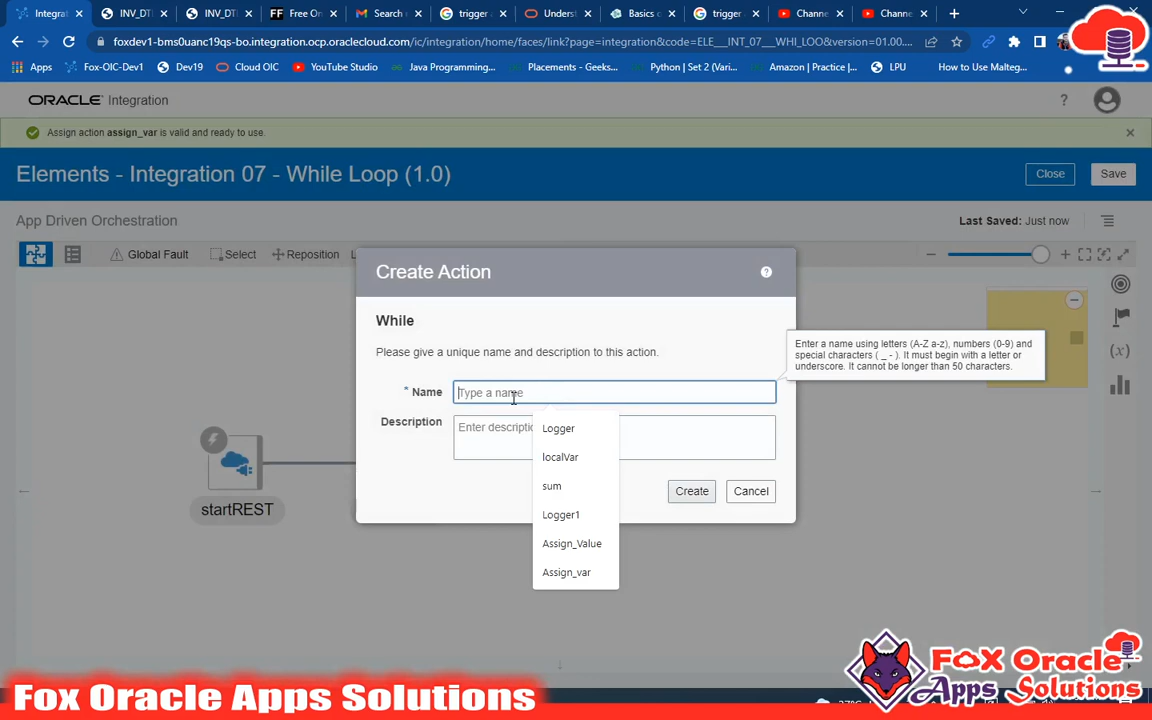 Integrat
INV_DTI
INV_DTI
FF
Free On
Search r
trigger a
Underst
Basics o
trigger
Channe
Channe
foxdev1-bms0uanc19qs-bo.integration.ocp.oraclecloud.com/ic/integration/home/faces/link?page=integration&code=ELE__INT_07__WHI_LOO&version=01.00....
Apps
Fox-OIC-Dev1
Dev19
Cloud OIC
YouTube Studio
Java Programming...
Placements - Geeks...
Python | Set 2 (Vari...
Amazon | Practice |...
LPU
How to Use Malteg...
ORACLE Integration
Assign action assign_var is valid and ready to use.
Elements - Integration 07 - While Loop (1.0)
Close
Save
App Driven Orchestration
Last Saved: Just now
Global Fault
Select
Reposition
L
Create Action
While
Please give a unique name and description to this action.
Enter a name using letters (A-Z a-z), numbers (0-9) and
special characters ( _ - ). It must begin with a letter or
underscore. It cannot be longer than 50 characters.
* Name
Type a name
Description
Enter descriptio
Logger
localVar
sum
Logger1
Assign_Value
Assign_var
Create
Cancel
startREST
Fox Oracle Apps Solutions
FOX Oracle
Apps Solutions